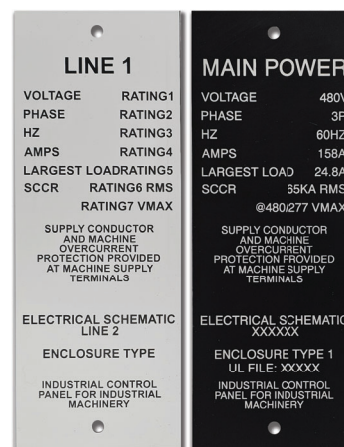 LINE 1
VOLTAGE RATING1
PHASE RATING2
HZ RATING3
AMPS RATING4
LARGEST LOADRATING5
SCCR RATING6 RMS
RATING7 VMAX
SUPPLY CONDUCTOR
AND MACHINE
OVERCURRENT
PROTECTION PROVIDED
AT MACHINE SUPPLY
TERMINALS
ELECTRICAL SCHEMATIC
LINE 2
ENCLOSURE TYPE
INDUSTRIAL CONTROL
PANEL FOR INDUSTRIAL
MACHINERY
MAIN POWER
VOLTAGE 480V
PHASE 3P
HZ 60HZ
AMPS 158A
LARGEST LOAD 24.8A
SCCR 65KA RMS
@480/277 VMAX
SUPPLY CONDUCTOR
AND MACHINE
OVERCURRENT
PROTECTION PROVIDED
AT MACHINE SUPPLY
TERMINALS
ELECTRICAL SCHEMATIC
XXXXXX
ENCLOSURE TYPE 1
UL FILE: XXXXX
INDUSTRIAL CONTROL
PANEL FOR INDUSTRIAL
MACHINERY